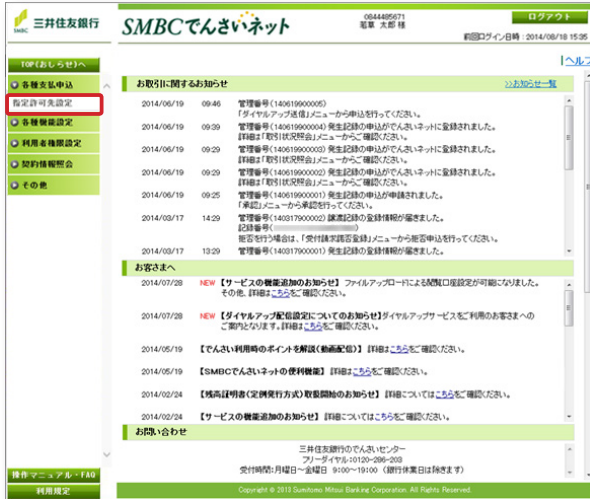 SMBC 三井住友銀行
SMBCでんさいネット
0844485671
若草 太郎 様
ログアウト
前回ログイン日時:2014/08/18 15:35
TOP(おしらせ)へ
ヘルプ
各種支払申込
指定許可先設定
各種機能設定
利用者権限設定
契約情報照会
その他
お取引に関するお知らせ
>>お知らせ一覧
2014/06/19 09:46 管理番号(140619900005)
「ダイヤルアップ送信」メニューから申込を行ってください。
2014/06/19 09:39 管理番号(140619900004) 発生記録の申込がでんさいネットに登録されました。
詳細は「取引状況照会」メニューからご確認ください。
2014/06/19 09:29 管理番号(140619900003) 発生記録の申込がでんさいネットに登録されました。
詳細は「取引状況照会」メニューからご確認ください。
2014/06/19 09:29 管理番号(140619900002) 発生記録の申込がでんさいネットに登録されました。
詳細は「取引状況照会」メニューからご確認ください。
2014/06/19 09:25 管理番号(140619900001) 発生記録の申込が申請されました。
「承認」メニューから承認を行ってください。
2014/03/17 14:29 管理番号(140317900002) 譲渡記録の登録情報が届きました。
記録番号( )
拒否を行う場合は、「受付請求諾否登録」メニューから拒否申込を行ってください。
2014/03/17 13:29 管理番号(140317900001) 発生記録の登録情報が届きました。
お客さまへ
2014/07/28 NEW 【サービスの機能追加のお知らせ】 ファイルアップロードによる閲覧口座設定が可能になりました。
その他、詳細はこちらをご確認ください。
2014/07/28 NEW 【ダイヤルアップ配信設定についてのお知らせ】ダイヤルアップサービスをご利用のお客さまへの
ご案内となります。詳細はこちらをご確認ください。
2014/05/19 【でんさい利用時のポイントを解説(動画配信)】 詳細はこちらをご確認ください。
2014/05/19 【SMBCでんさいネットの便利機能】 詳細はこちらをご確認ください。
2014/02/24 【残高証明書(定例発行方式)取扱開始のお知らせ】 詳細についてはこちらをご確認ください。
2014/02/24 【サービスの機能追加のお知らせ】 詳細についてはこちらをご確認ください。
お問い合わせ
三井住友銀行のでんさいセンター
フリーダイヤル:0120-286-203
受付時間:月曜日~金曜日 9:00~19:00 (銀行休業日は除きます)
操作マニュアル・FAQ
利用規定
Copyright © 2013 Sumitomo Mitsui Banking Corporation. All Rights Reserved.